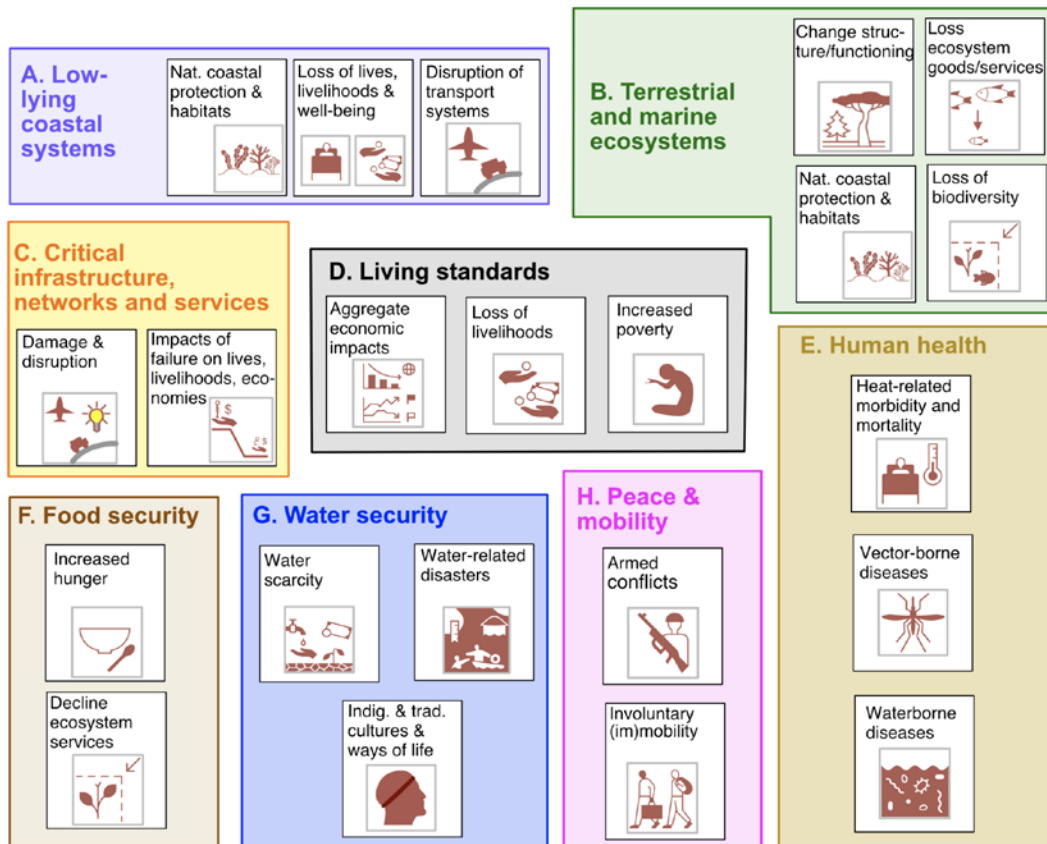 A. Low-
lying
coastal
systems
Nat. coastal
protection &
habitats
Loss of lives,
livelihoods &
well-being
Disruption of
transport
systems
B. Terrestrial
and marine
ecosystems
Change struc-
ture/functioning
Loss
ecosystem
goods/services
Nat. coastal
protection &
habitats
Loss of
biodiversity
C. Critical
infrastructure,
networks and services
Damage &
disruption
Impacts of
failure on lives,
livelihoods, eco-
nomies
$
£ $
D. Living standards
Aggregate
economic
impacts
Loss of
livelihoods
Increased
poverty
E. Human health
Heat-related
morbidity and
mortality
Vector-borne
diseases
Waterborne
diseases
F. Food security
Increased
hunger
Decline
ecosystem
services
G. Water security
Water
scarcity
Water-related
disasters
Indig. & trad.
cultures &
ways of life
H. Peace &
mobility
Armed
conflicts
Involuntary
(im)mobility